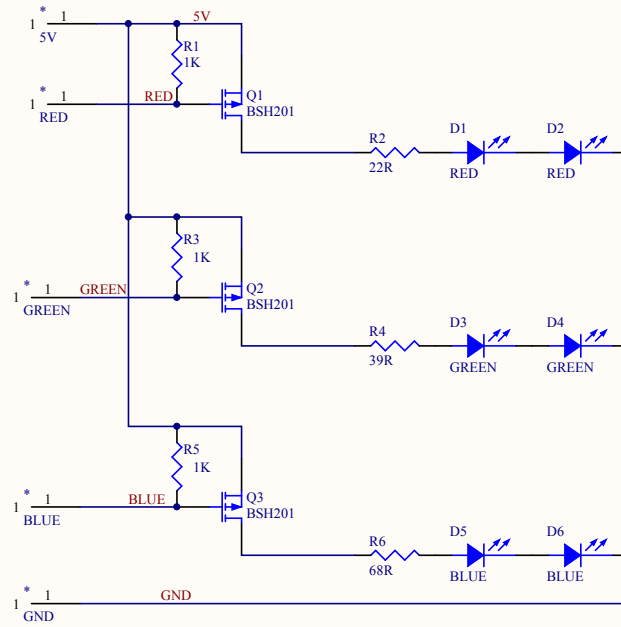 *
1 1 5V
5V
R1
1K
*
1 1 RED
RED
Q1
BSH201
R2
22R
D1
RED
D2
RED
R3
1K
*
1 1 GREEN
GREEN
Q2
BSH201
R4
39R
D3
GREEN
D4
GREEN
R5
1K
*
1 1 BLUE
BLUE
Q3
BSH201
R6
68R
D5
BLUE
D6
BLUE
*
1 1 GND
GND